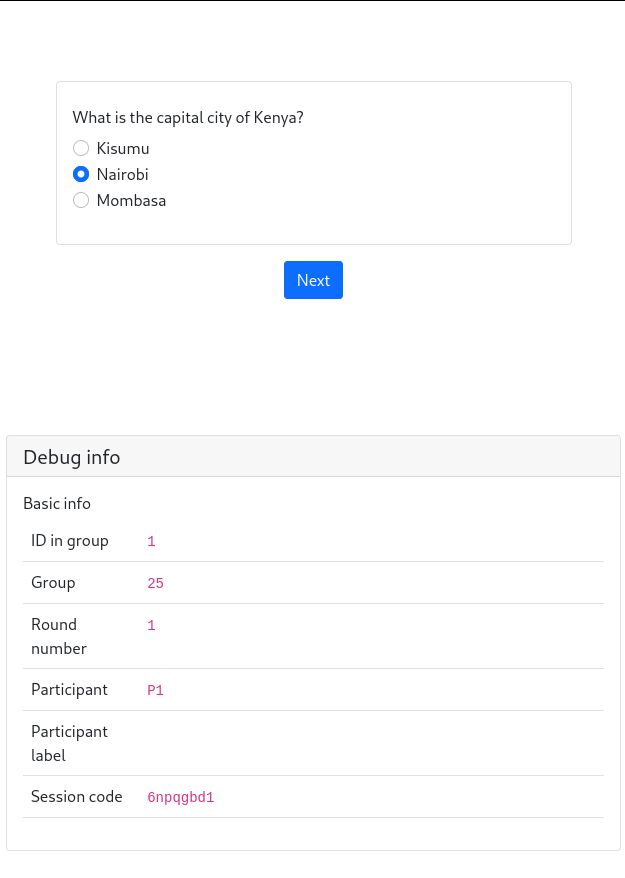 What is the capital city of Kenya?
Kisumu
Nairobi
Mombasa
Next
Debug info
Basic info
ID in group 1
Group 25
Round number 1
Participant P1
Participant label
Session code 6npqgbd1